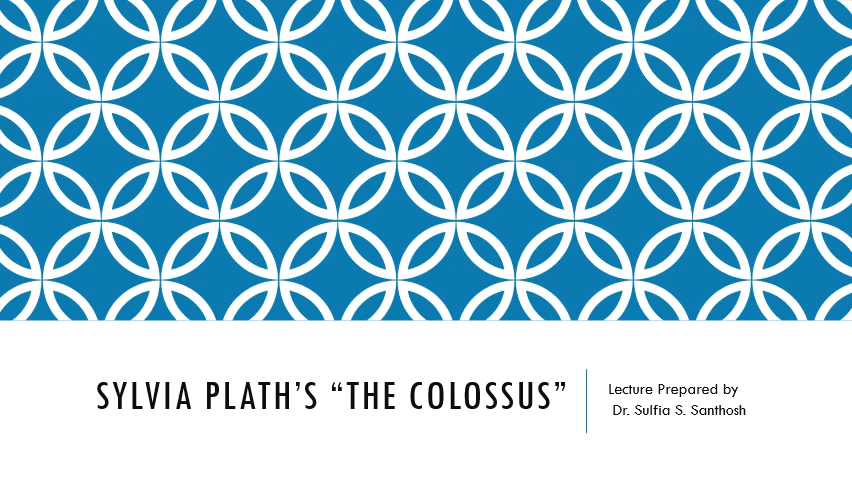 SYLVIA PLATH’S “THE COLOSSUS”
Lecture Prepared by
Dr. Sulfia S. Santhosh